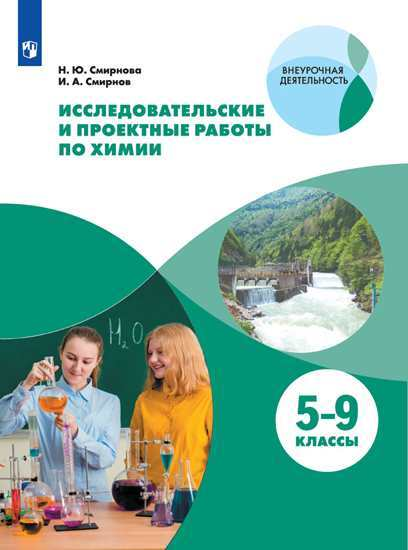 Н. Ю. Смирнова
И. А. Смирнов
ВНЕУРОЧНАЯ
ДЕЯТЕЛЬНОСТЬ
ИССЛЕДОВАТЕЛЬСКИЕ
И ПРОЕКТНЫЕ РАБОТЫ
ПО ХИМИИ
H₂O
5–9
КЛАССЫ